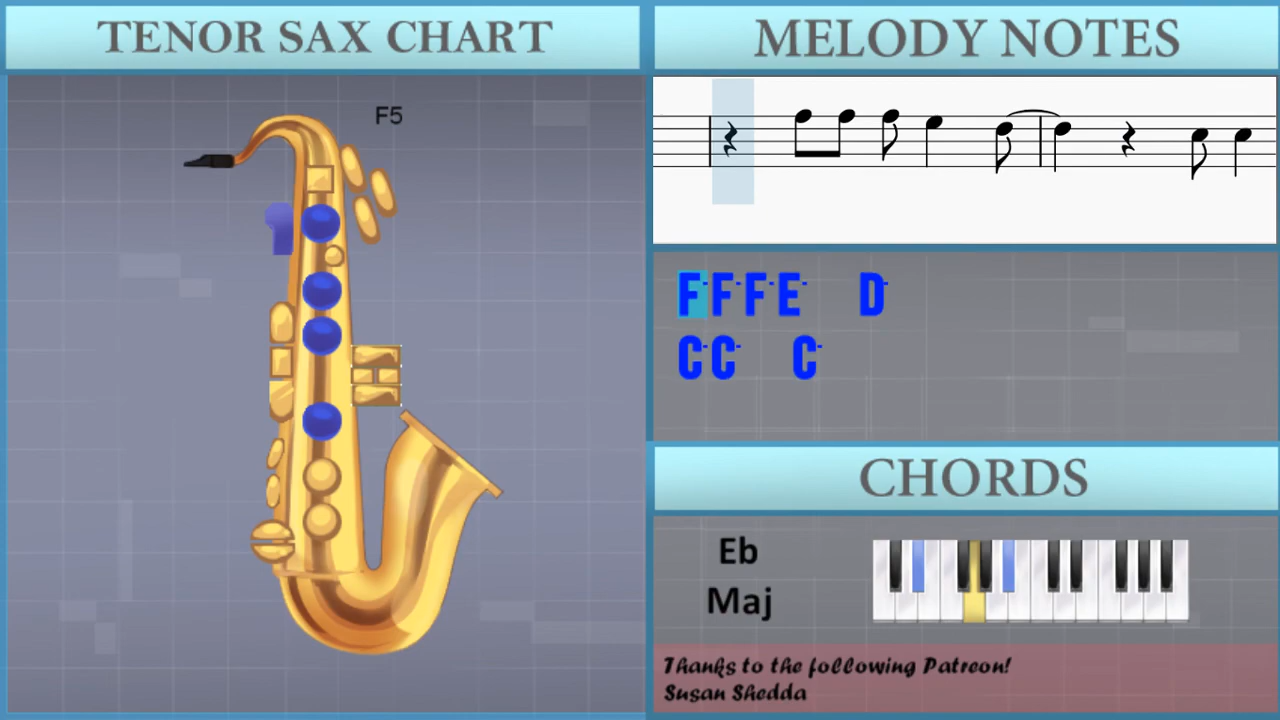 TENOR SAX CHART
F5
MELODY NOTES
F- F- F- E- D-
C- C- C-
CHORDS
Eb
Maj
Thanks to the following Patreon!
Susan Shedda